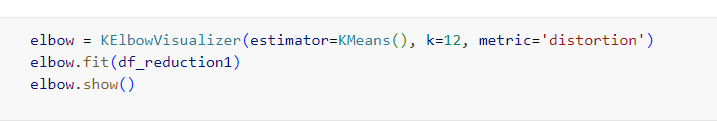 elbow = KElbowVisualizer(estimator=KMeans(), k=12, metric='distortion')
elbow.fit(df_reduction1)
elbow.show()